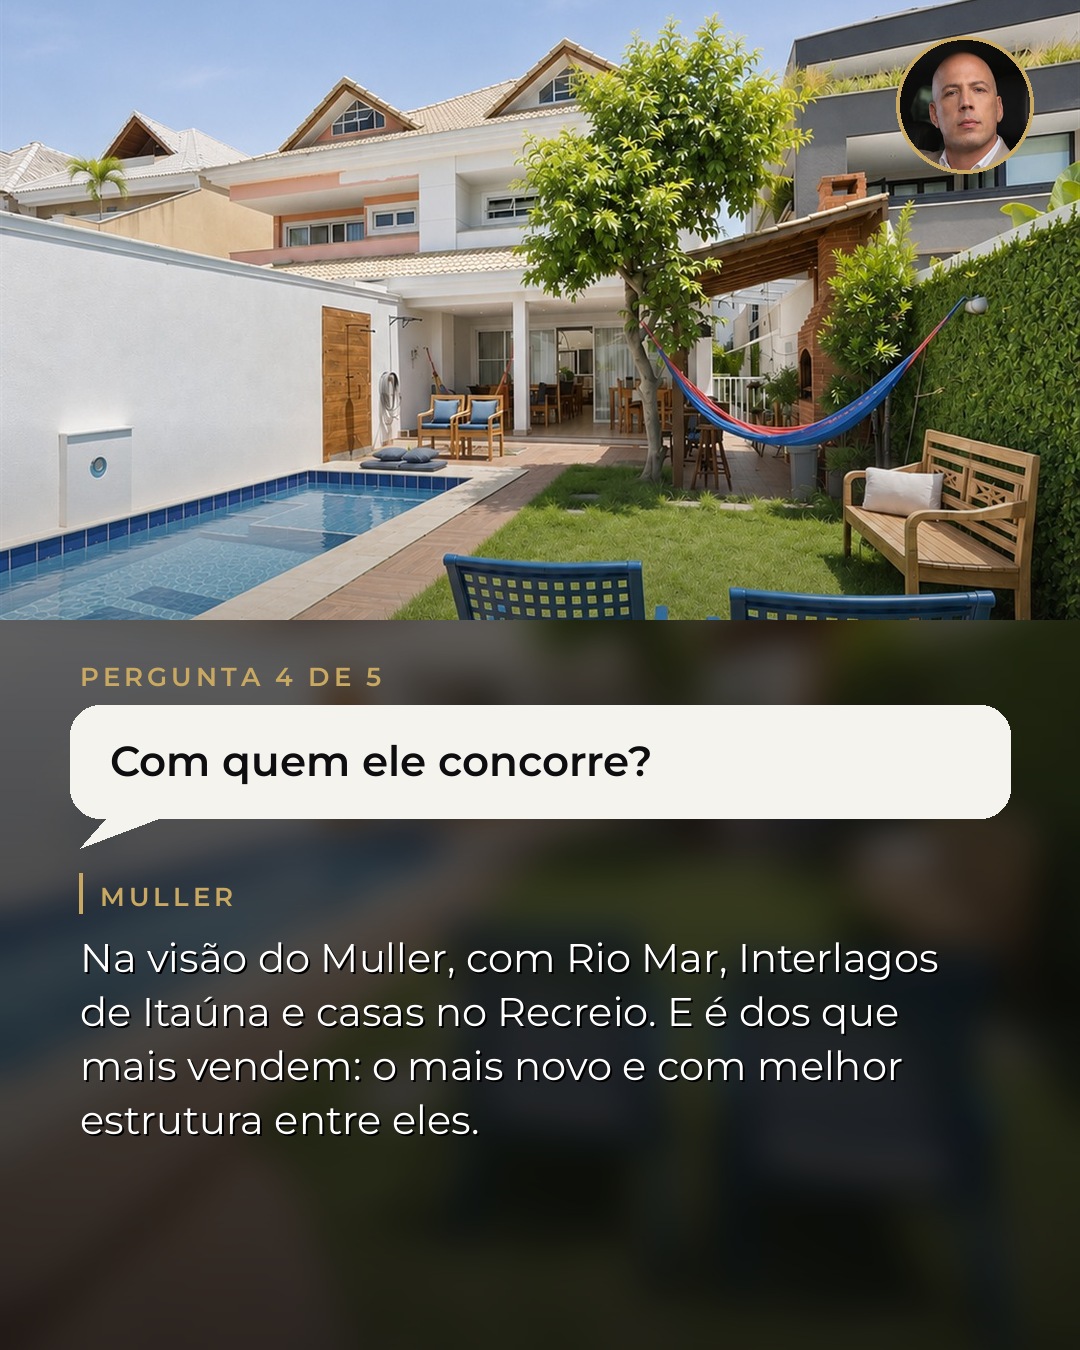 PERGUNTA 4 DE 5
Com quem ele concorre?
MULLER
Na visão do Muller, com Rio Mar, Interlagos
de Itaúna e casas no Recreio. E é dos que
mais vendem: o mais novo e com melhor
estrutura entre eles.